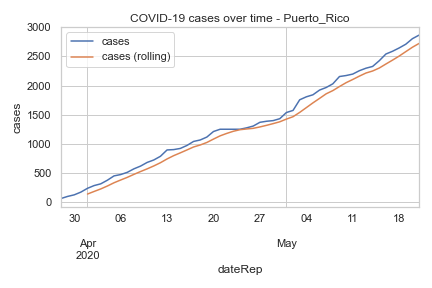 COVID-19 cases over time - Puerto_Rico
cases
cases (rolling)
3000
2500
2000
1500
1000
500
0
cases
30 06 13 20 27 04 11 18
Apr May
2020
dateRep